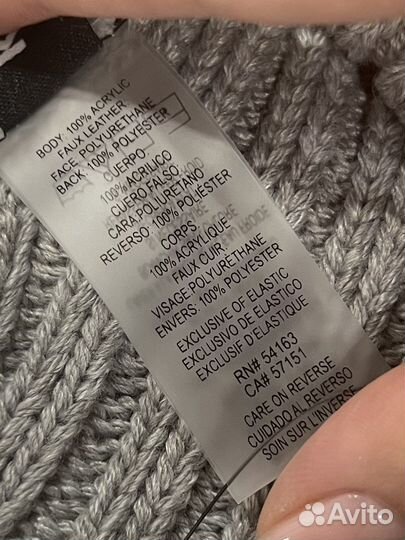 BODY: 100% ACRYLIC
FAUX LEATHER
FACE, POLYURETHANE
BACK: 100% POLYESTER
CUERPO
100% ACRILICO
CUERO FALSO
CARA,POLIURETANO
REVERSO: 100% POLIÉSTER
CORPS
100% ACRYLIQUE
FAUX CUIR
VISAGE,POLYURETHANE
ENVERS: 100% POLYESTER
EXCLUSIVE OF ELASTIC
EXCLUSIVO DE ELASTICO
EXCLUSIF D'ELASTIQUE
RN# 54163
CA# 57151
CARE ON REVERSE
CUIDADO AL REVERSO
SOIN SUR L'INVERSE
Avito